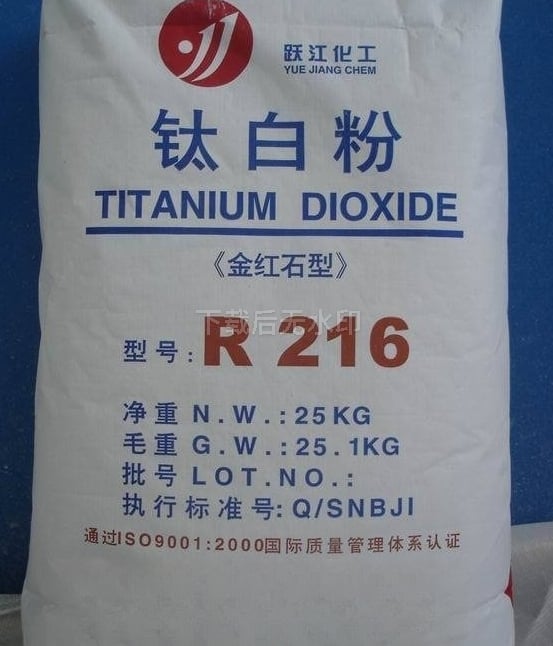 跃江化工
YUE JIANG CHEM
钛白粉
TITANIUM DIOXIDE
《金红石型》
下载后无水印
型号: R 216
净重 N.W.:25KG
毛重 G.W.:25.1KG
批号 LOT.NO.:
执行标准号: Q/SNBJI
通过ISO9001:2000国际质量管理体系认证